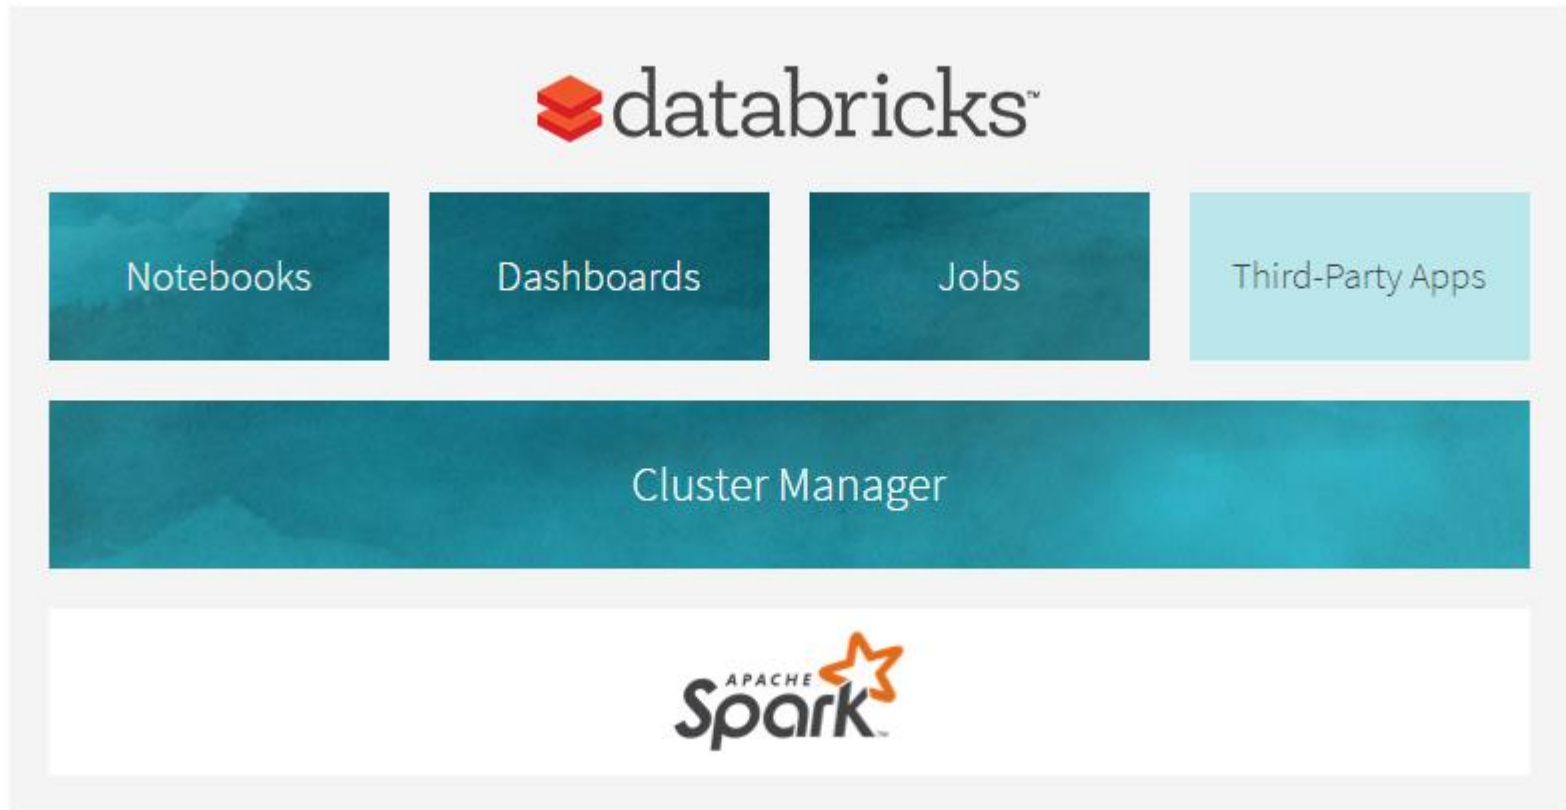 databricks™
Notebooks
Dashboards
Jobs
Third-Party Apps
Cluster Manager
APACHE
Spark™